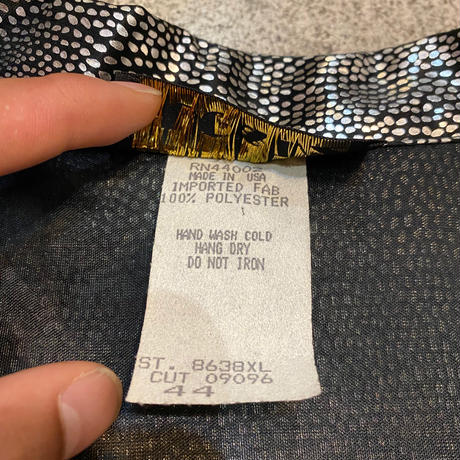 RN44002
MADE IN USA
IMPORTED FAB
100% POLYESTER
HAND WASH COLD
HANG DRY
DO NOT IRON
ST. 8638XL
CUT 09096
44